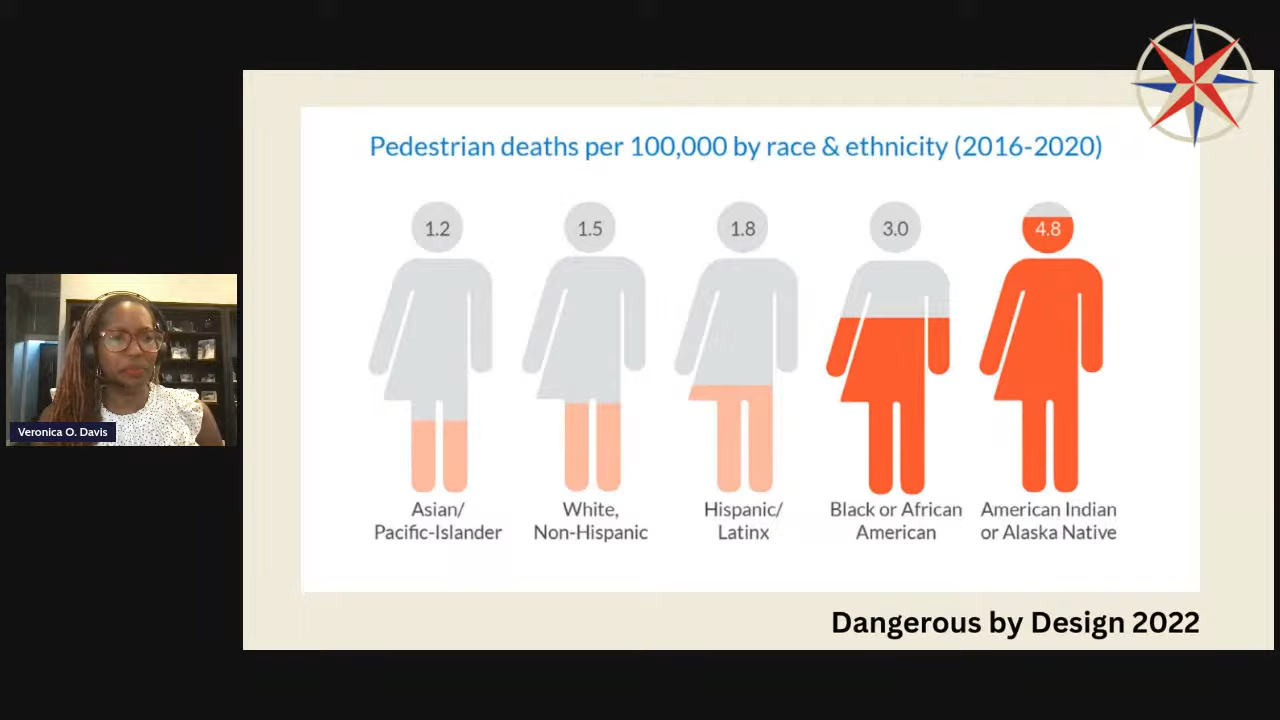 Pedestrian deaths per 100,000 by race & ethnicity (2016-2020)
1.2
1.5
1.8
3.0
4.8
Asian/
Pacific-Islander
White,
Non-Hispanic
Hispanic/
Latinx
Black or African
American
American Indian
or Alaska Native
Dangerous by Design 2022
Veronica O. Davis